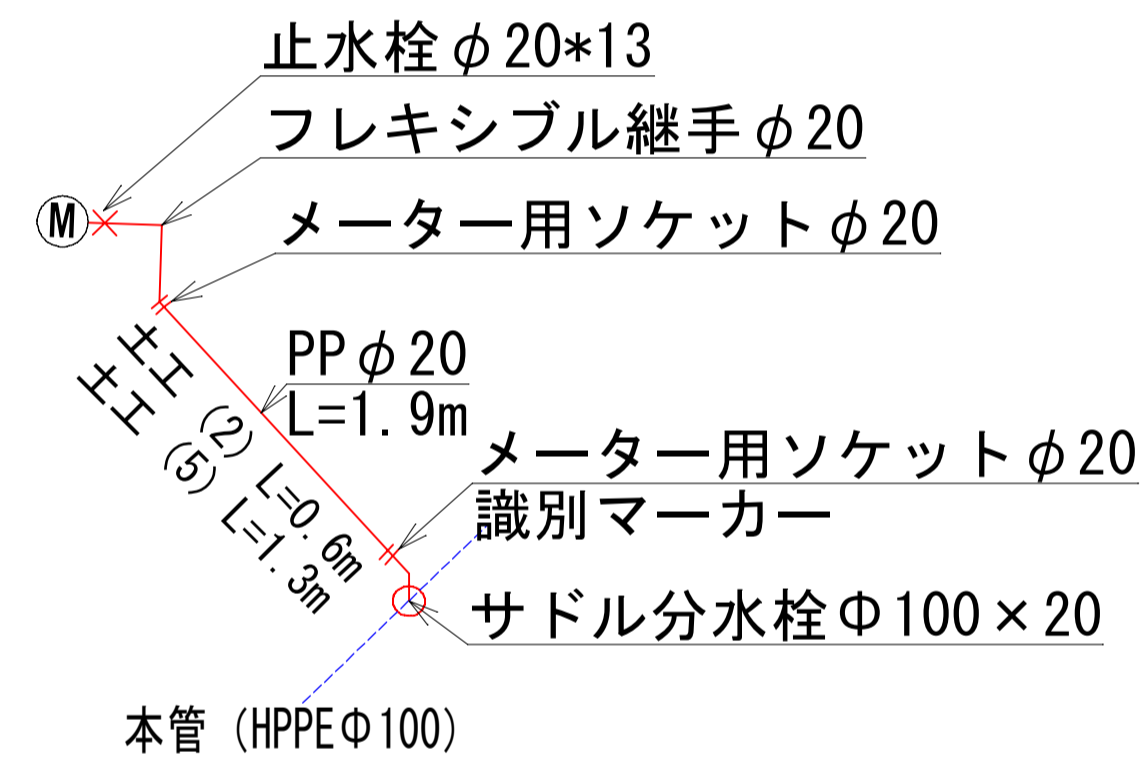 止水栓φ20*13
フレキシブル継手φ20
M
メーター用ソケットφ20
PPφ20
L=1.9m
土工(2)L=0.6m
土工(5)L=1.3m
メーター用ソケットφ20
識別マーカー
サドル分水栓Φ100×20
本管(HPPEΦ100)